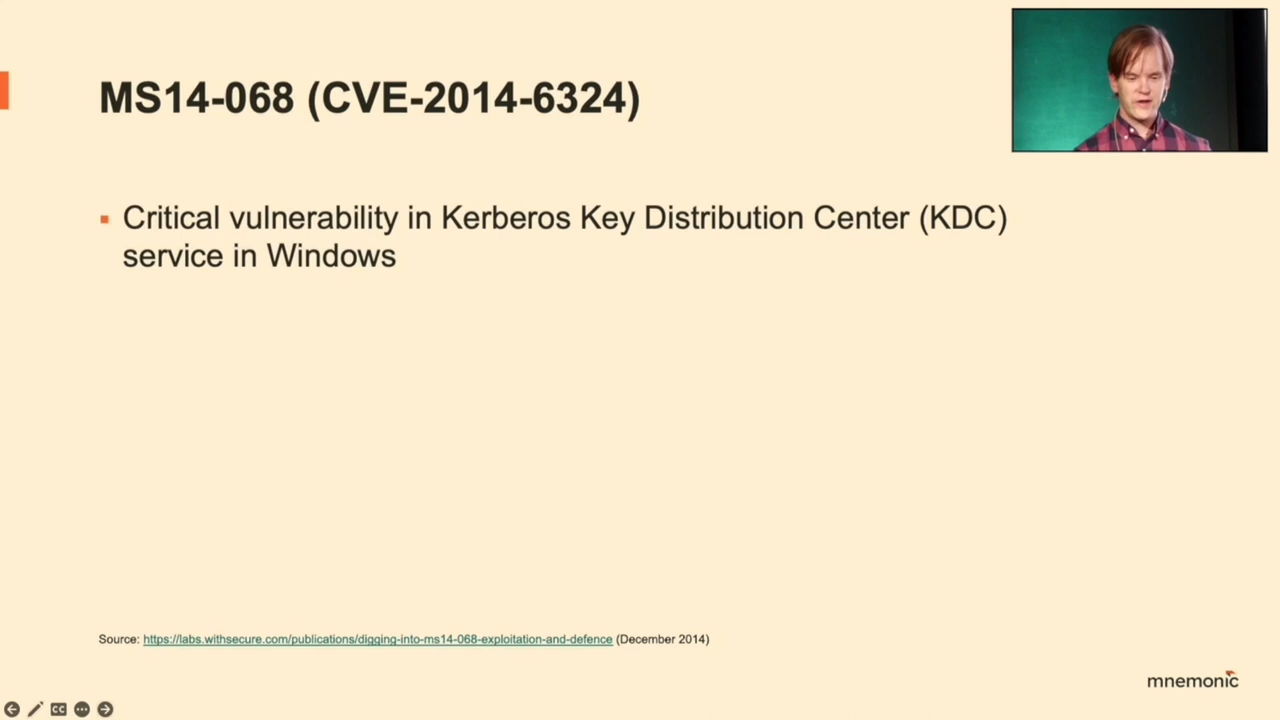 MS14-068 (CVE-2014-6324)
Critical vulnerability in Kerberos Key Distribution Center (KDC)
service in Windows
Source: https://labs.withsecure.com/publications/digging-into-ms14-068-exploitation-and-defence (December 2014)
mnemonic
CC